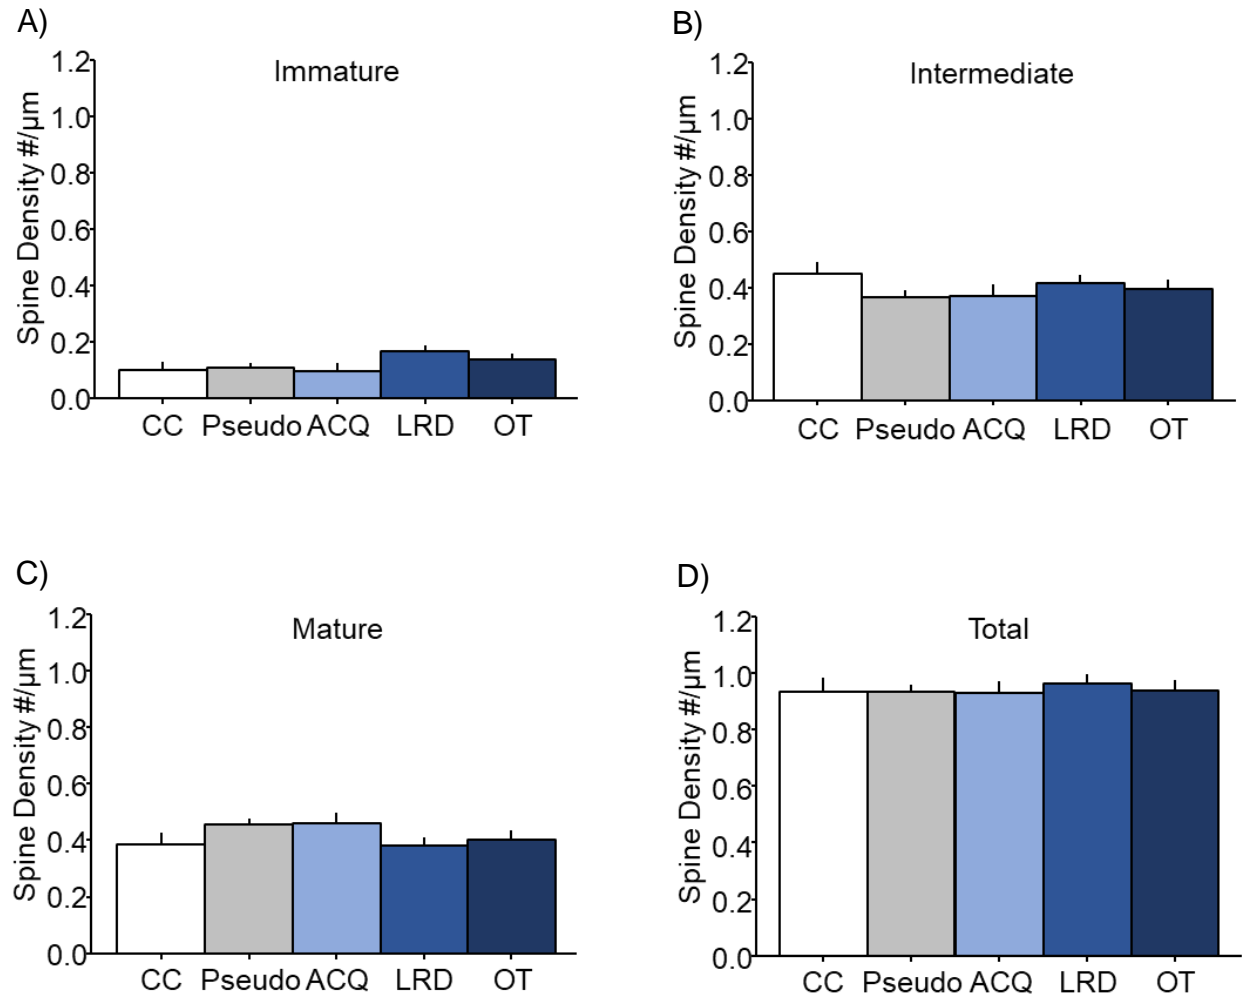 A)
Immature
Spine Density #/µm
1.2
1.0
0.8
0.6
0.4
0.2
0.0
CC Pseudo ACQ LRD OT
B)
Intermediate
Spine Density #/µm
1.2
1.0
0.8
0.6
0.4
0.2
0.0
CC Pseudo ACQ LRD OT
C)
Mature
Spine Density #/µm
1.2
1.0
0.8
0.6
0.4
0.2
0.0
CC Pseudo ACQ LRD OT
D)
Total
Spine Density #/µm
1.2
1.0
0.8
0.6
0.4
0.2
0.0
CC Pseudo ACQ LRD OT